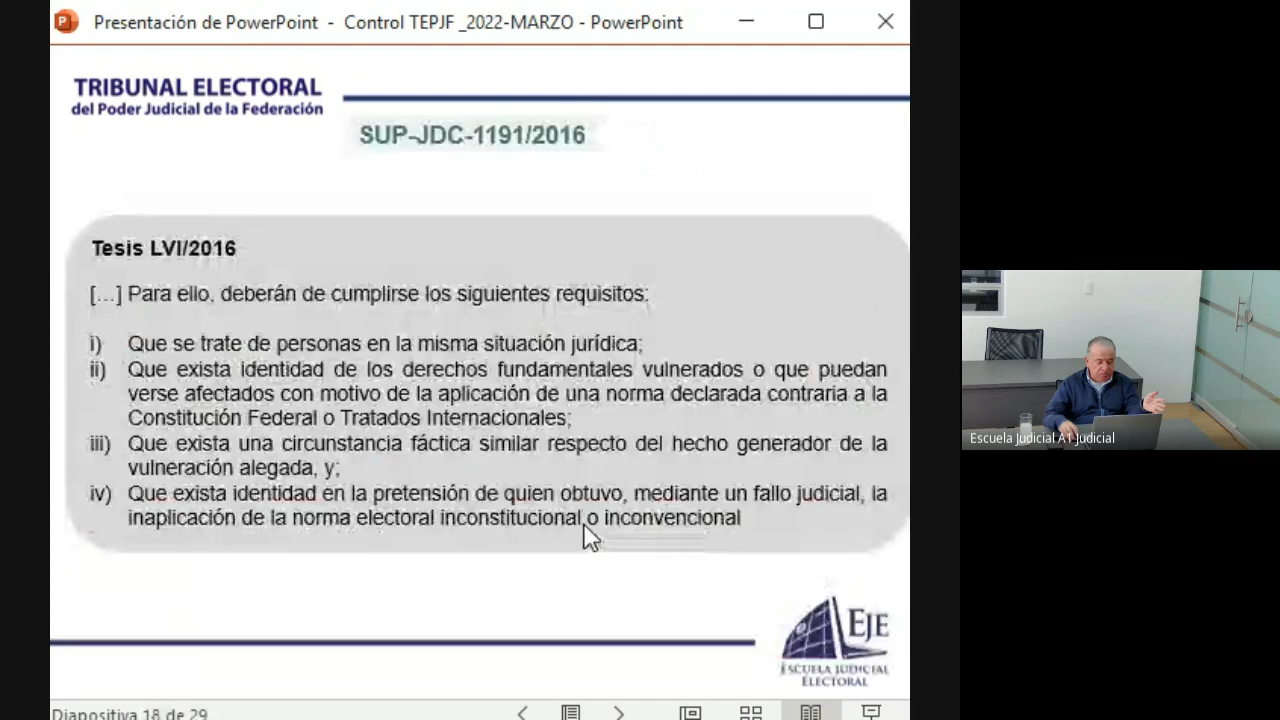 Presentación de PowerPoint - Control TEPJF _2022-MARZO - PowerPoint
TRIBUNAL ELECTORAL
del Poder Judicial de la Federación
SUP-JDC-1191/2016
Tesis LVI/2016
[...] Para ello, deberán de cumplirse los siguientes requisitos:
i) Que se trate de personas en la misma situación jurídica;
ii) Que exista identidad de los derechos fundamentales vulnerados o que puedan
verse afectados con motivo de la aplicación de una norma declarada contraria a la
Constitución Federal o Tratados Internacionales;
iii) Que exista una circunstancia fáctica similar respecto del hecho generador de la
vulneración alegada, y;
iv) Que exista identidad en la pretensión de quien obtuvo, mediante un fallo judicial, la
inaplicación de la norma electoral inconstitucional o inconvencional
EJE
ESCUELA JUDICIAL
ELECTORAL
Diapositiva 18 de 29
Escuela Judicial A1 Judicial